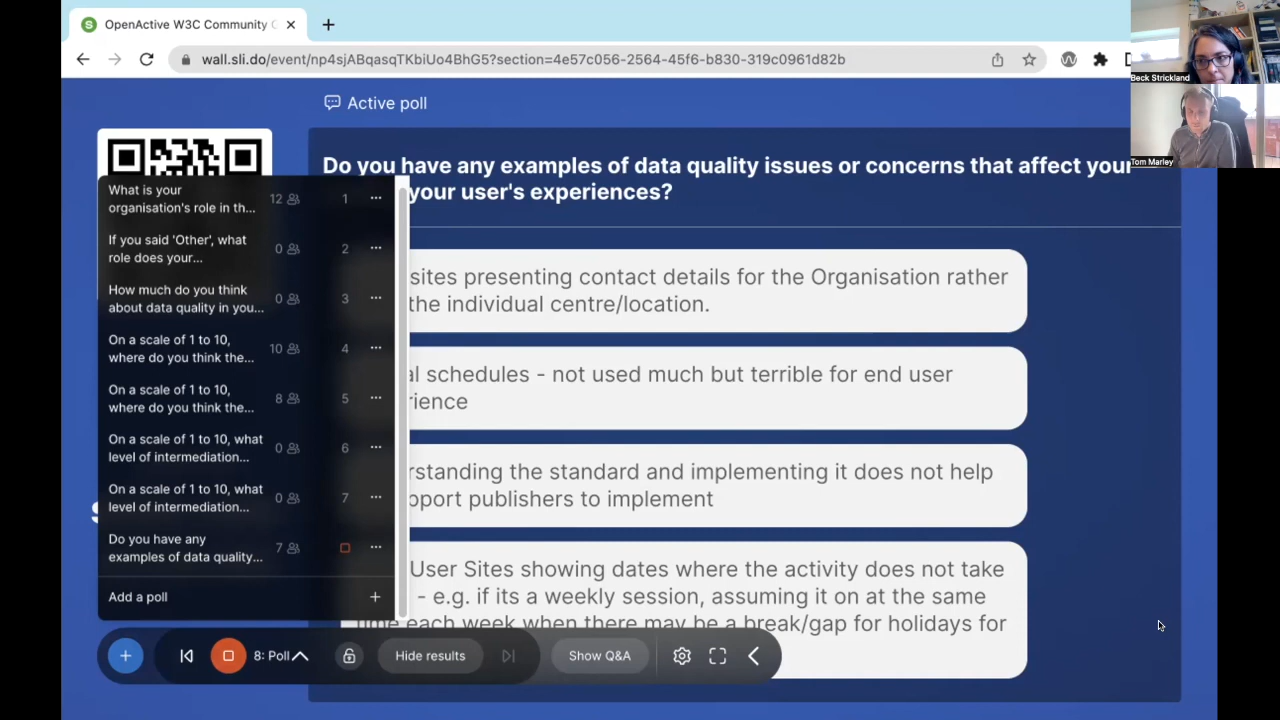 OpenActive W3C Community
wall.sli.do/event/np4sjABqasqTKbiUo4BhG5?section=4e57c056-2564-45f6-b830-319c0961d82b
Beck Strickland
Tom Marley
Active poll
Do you have any examples of data quality issues or concerns that affect your
your user's experiences?
sites presenting contact details for the Organisation rather
the individual centre/location.
schedules - not used much but terrible for end user
the standard and implementing it does not help
publishers to implement
User Sites showing dates where the activity does not take
- e.g. if its a weekly session, assuming it on at the same
time each week when there may be a break/gap for holidays for
What is your
organisation's role in th...
12
1
If you said 'Other', what
role does your...
0
2
How much do you think
about data quality in you...
0
3
On a scale of 1 to 10,
where do you think the...
10
4
On a scale of 1 to 10,
where do you think the...
8
5
On a scale of 1 to 10, what
level of intermediation...
0
6
On a scale of 1 to 10, what
level of intermediation...
0
7
Do you have any
examples of data quality...
7
Add a poll
8: Poll
Hide results
Show Q&A